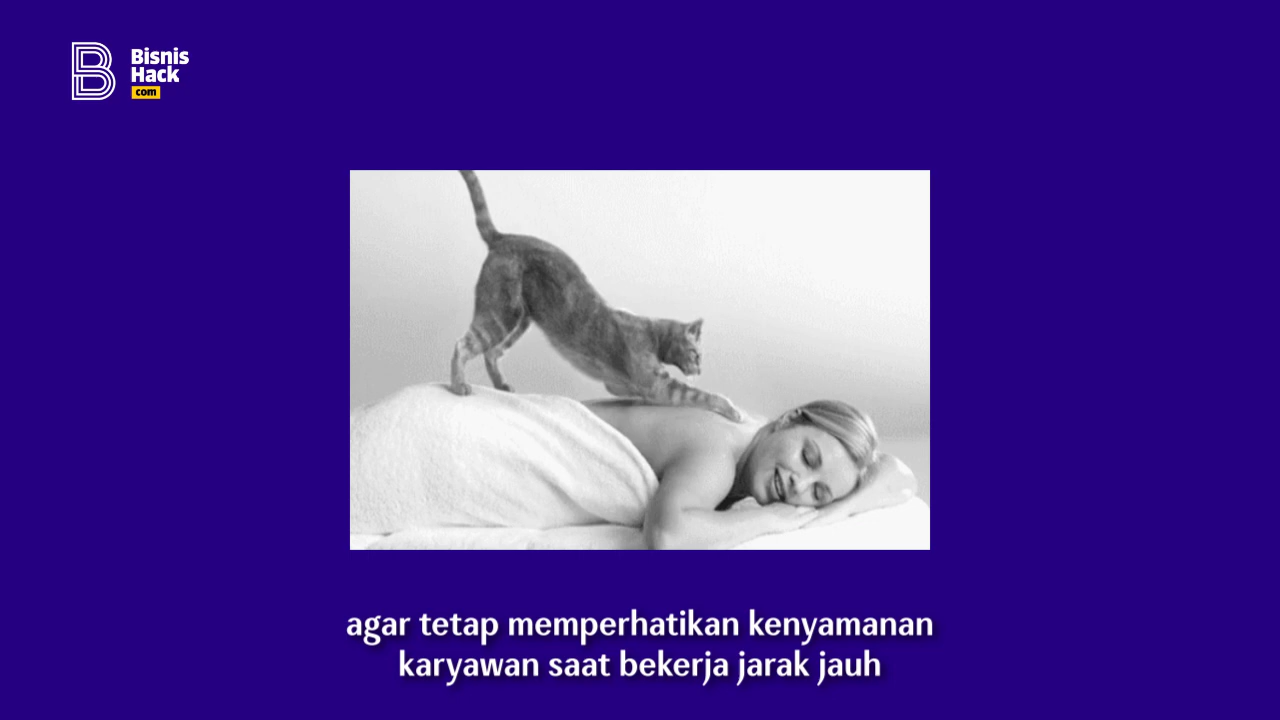 Bisnis
Hack
com
agar tetap memperhatikan kenyamanan
karyawan saat bekerja jarak jauh